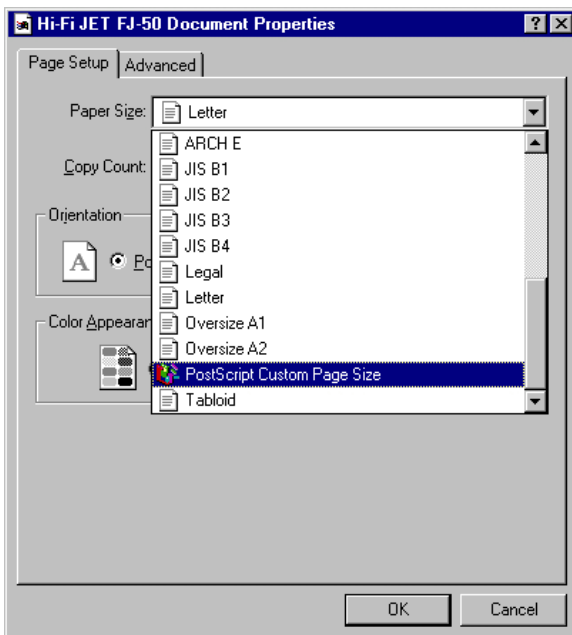 Hi-Fi JET FJ-50 Document Properties
Page Setup Advanced
Paper Size: Letter
ARCH E
Copy Count: JIS B1
JIS B2
Orientation JIS B3
JIS B4
A Legal
Letter
Color Oversize A1
Oversize A2
PostScript Custom Page Size
Tabloid
OK Cancel